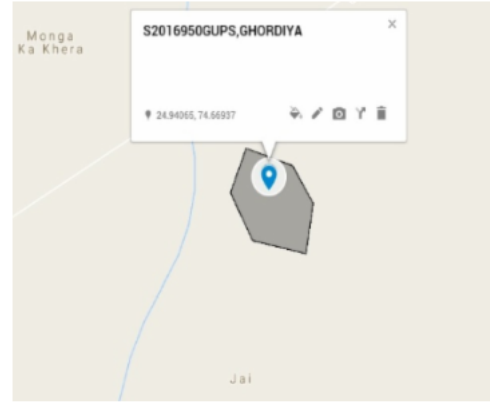 Monga
Ka Khera
S2016950GUPS,GHORDIYA
24.94065, 74.66937
Jai